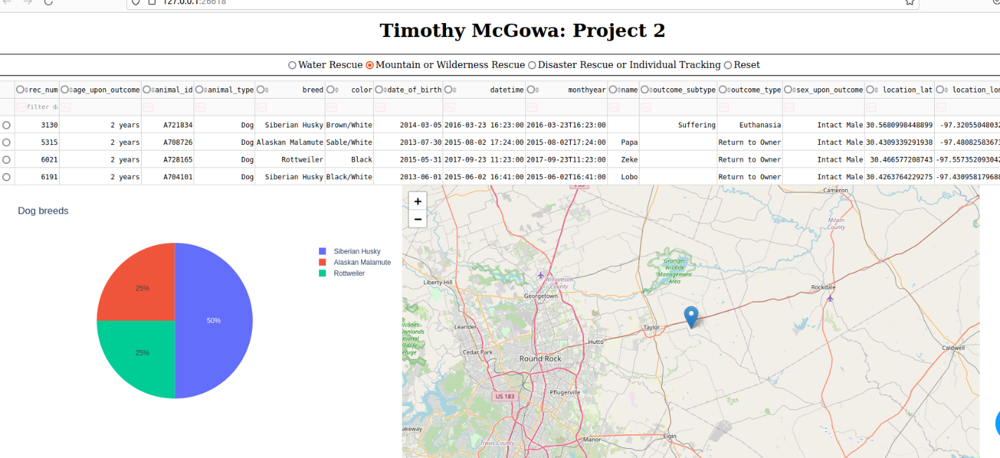 127.0.0.1:26618
Timothy McGowa: Project 2
Water Rescue Mountain or Wilderness Rescue Disaster Rescue or Individual Tracking Reset
rec_num age_upon_outcome animal_id animal_type breed color date_of_birth datetime monthyear name outcome_subtype outcome_type sex_upon_outcome location_lat location_lon
filter da
3130 2 years A721834 Dog Siberian Husky Brown/White 2014-03-05 2016-03-23 16:23:00 2016-03-23T16:23:00 Suffering Euthanasia Intact Male 30.5680998448899 -97.3205504803
5315 2 years A708726 Dog Alaskan Malamute Sable/White 2013-07-30 2015-08-02 17:24:00 2015-08-02T17:24:00 Papa Return to Owner Intact Male 30.4309339291938 -97.4808258367
6021 2 years A728165 Dog Rottweiler Black 2015-05-31 2017-09-23 11:23:00 2017-09-23T11:23:00 Zeke Return to Owner Intact Male 30.466577208743 -97.557352093042
6191 2 years A704101 Dog Siberian Husky Black/White 2013-06-01 2015-06-02 16:41:00 2015-06-02T16:41:00 Lobo Return to Owner Intact Male 30.4263764229275 -97.430958179688
Dog breeds
Siberian Husky
Alaskan Malamute
Rottweiler
25%
50%
25%
+
−
Cameron
Milam
County
Granger
Wildlife
Management
Area
Liberty Hill
Williamson
County
Georgetown
Rockdale
Leander
Taylor
Hutto
Cedar Park
Round Rock
Caldwell
US 183
Pflugerville
akeway
Travis County
Manor
Elgin